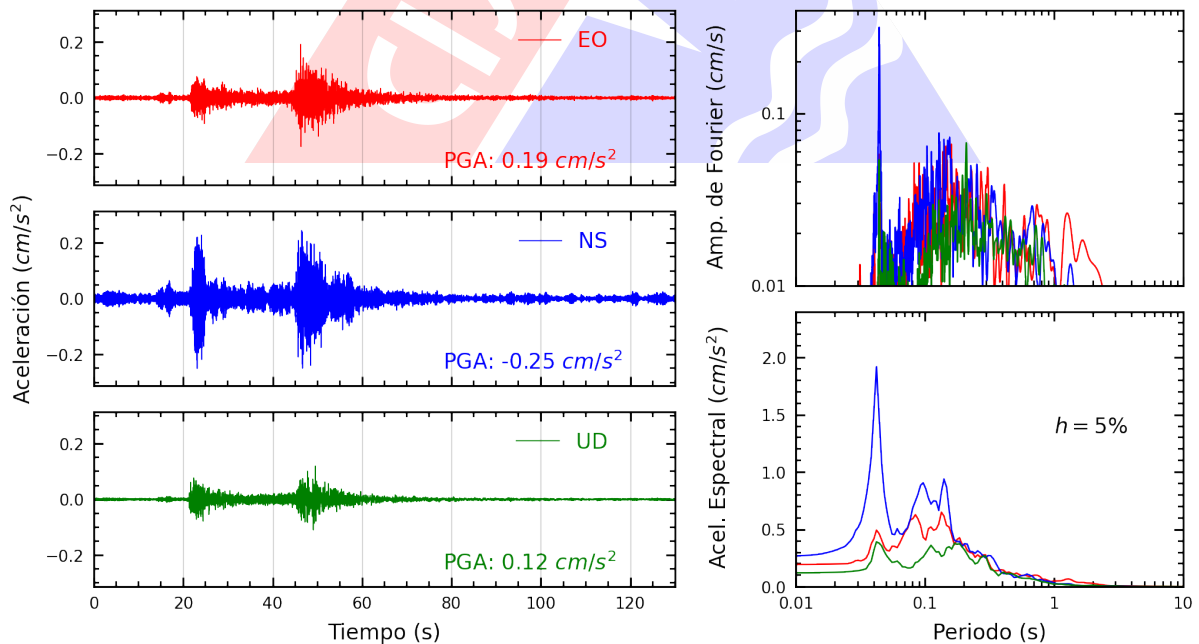 Aceleración (cm/s²)
0.2
0.0
−0.2
EO
PGA: 0.19 cm/s²
0.2
0.0
−0.2
NS
PGA: -0.25 cm/s²
0.2
0.0
−0.2
UD
PGA: 0.12 cm/s²
0 20 40 60 80 100 120
Tiempo (s)
Amp. de Fourier (cm/s)
0.1
0.01
Acel. Espectral (cm/s²)
2.0
1.5
1.0
0.5
0.0
h = 5%
0.01 0.1 1 10
Periodo (s)